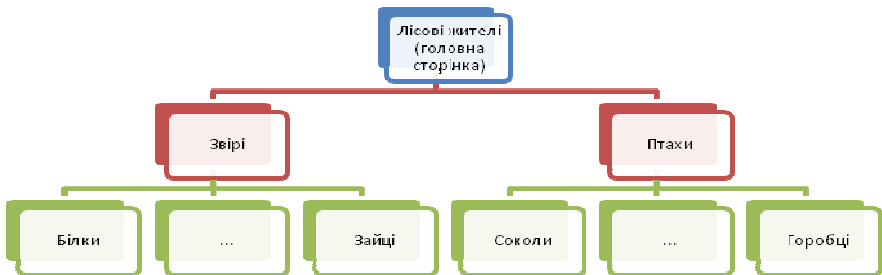 Лісові жителі
(головна
сторінка)
Звірі
Птахи
Білки
...
Зайці
Соколи
...
Горобці